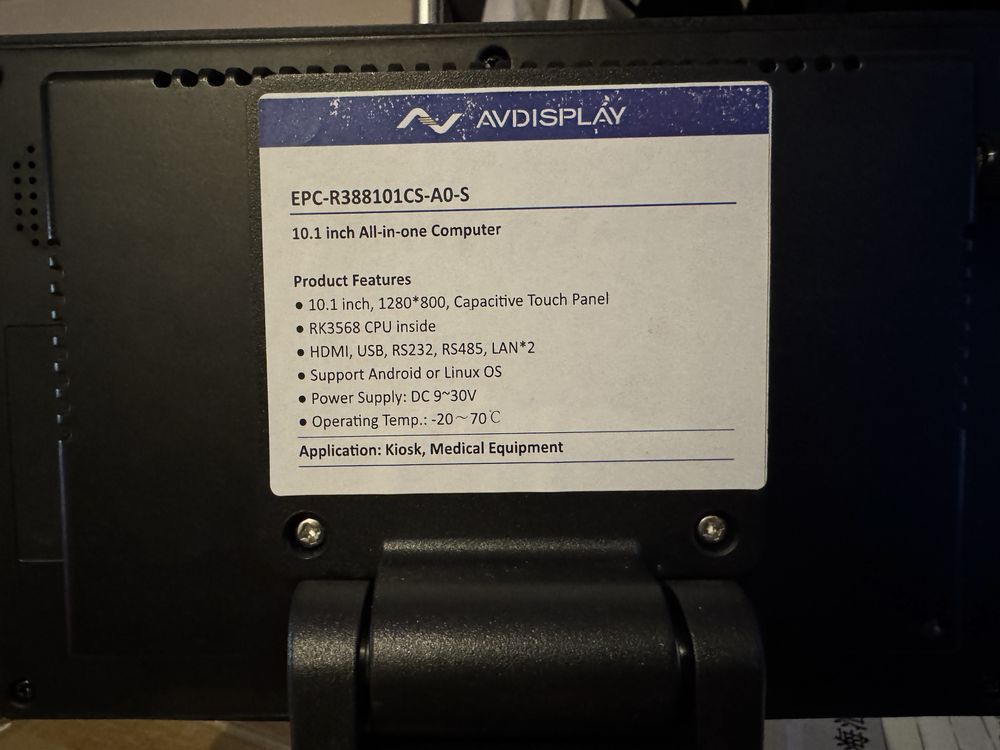 AVDISPLAY
EPC-R388101CS-A0-S
10.1 inch All-in-one Computer
Product Features
● 10.1 inch, 1280*800, Capacitive Touch Panel
● RK3568 CPU inside
● HDMI, USB, RS232, RS485, LAN*2
● Support Android or Linux OS
● Power Supply: DC 9~30V
● Operating Temp.: -20～70℃
Application: Kiosk, Medical Equipment